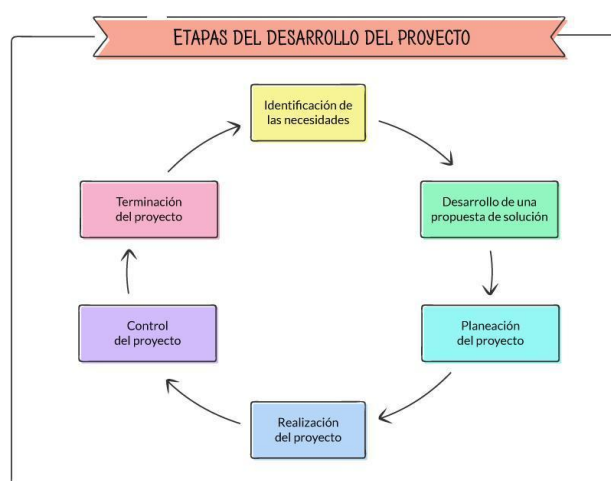 ETAPAS DEL DESARROLLO DEL PROYECTO
Identificación de
las necesidades
Desarrollo de una
propuesta de solución
Planeación
del proyecto
Realización
del proyecto
Control
del proyecto
Terminación
del proyecto